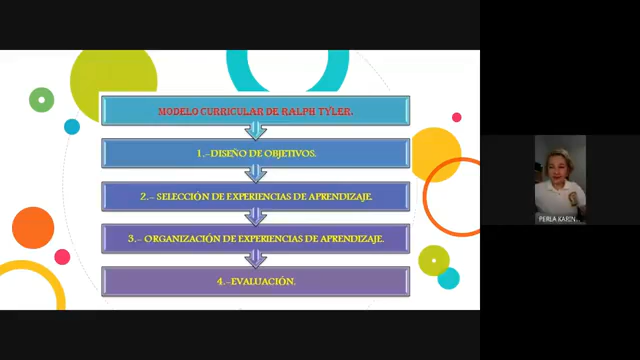 MODELO CURRICULAR DE RALPH TYLER.
1.-DISEÑO DE OBJETIVOS.
2.- SELECCIÓN DE EXPERIENCIAS DE APRENDIZAJE.
3.- ORGANIZACIÓN DE EXPERIENCIAS DE APRENDIZAJE.
4.-EVALUACIÓN.
PERLA KARIN...